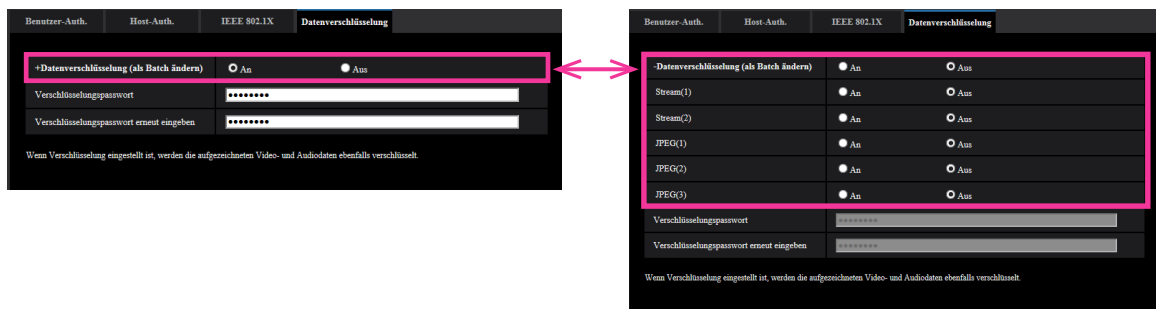 Benutzer-Auth. Host-Auth. IEEE 802.1X Datenverschlüsselung
+Datenverschlüsselung (als Batch ändern) An Aus
Verschlüsselungspasswort ••••••••
Verschlüsselungspasswort erneut eingeben ••••••••
Wenn Verschlüsselung eingestellt ist, werden die aufgezeichneten Video- und Audiodaten ebenfalls verschlüsselt.
Benutzer-Auth. Host-Auth. IEEE 802.1X Datenverschlüsselung
-Datenverschlüsselung (als Batch ändern) An Aus
Stream(1) An Aus
Stream(2) An Aus
JPEG(1) An Aus
JPEG(2) An Aus
JPEG(3) An Aus
Verschlüsselungspasswort ••••••••
Verschlüsselungspasswort erneut eingeben ••••••••
Wenn Verschlüsselung eingestellt ist, werden die aufgezeichneten Video- und Audiodaten ebenfalls verschlüsselt.